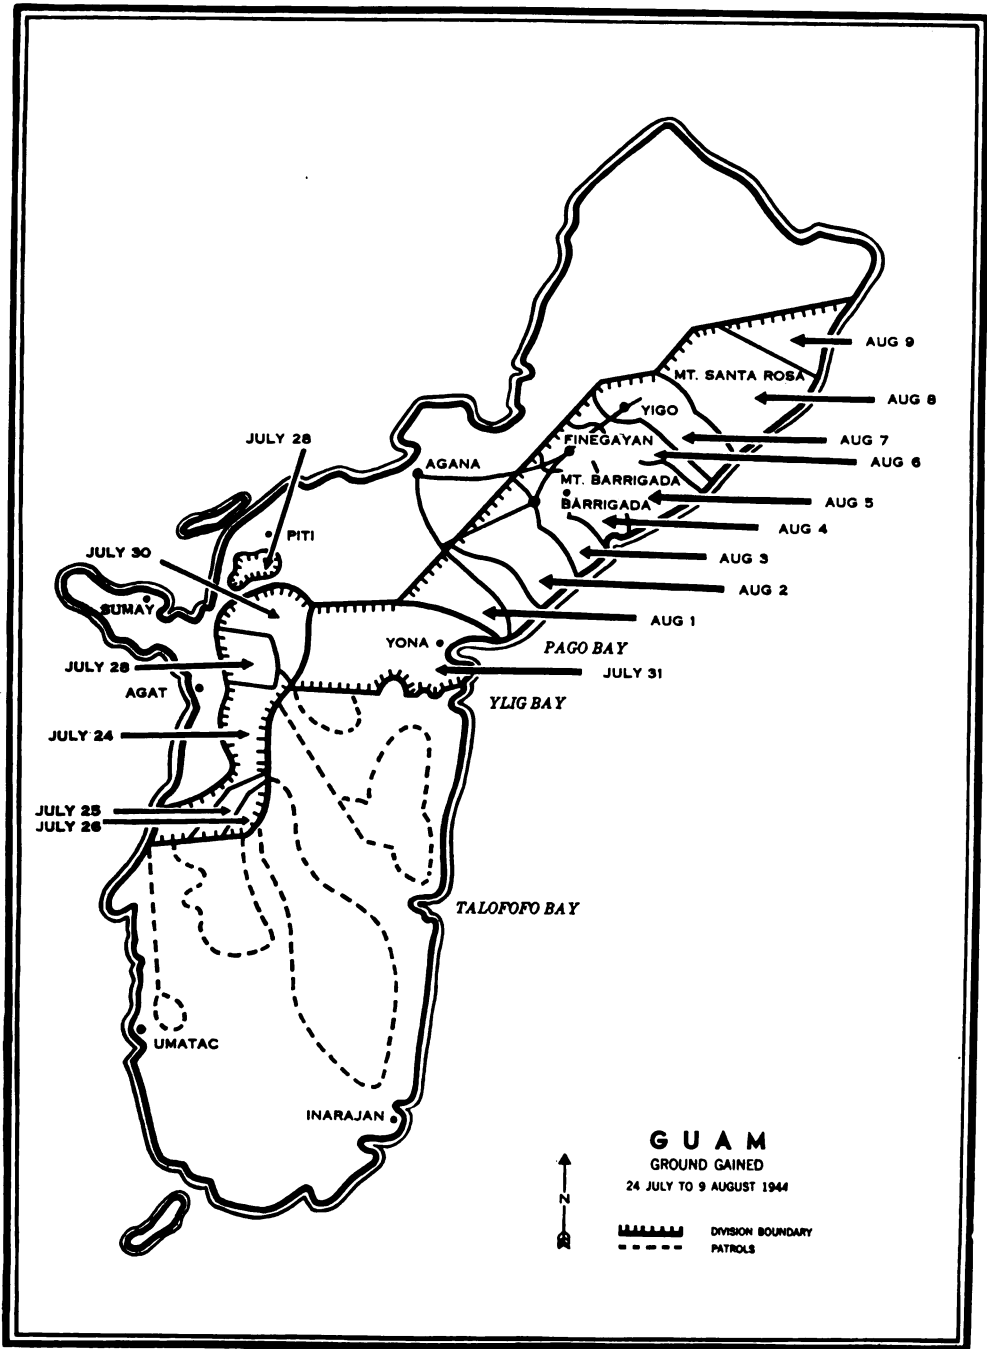 AUG 9
MT. SANTA ROSA
AUG 8
YIGO
JULY 28
FINEGAYAN
AUG 7
AGANA
AUG 6
MT. BARRIGADA
BARRIGADA
AUG 5
AUG 4
PITI
JULY 30
AUG 3
AUG 2
SUMAY
AUG 1
YONA
PAGO BAY
JULY 28
JULY 31
AGAT
YLIG BAY
JULY 24
JULY 25
JULY 26
TALOFOFO BAY
UMATAC
INARAJAN
GUAM
GROUND GAINED
24 JULY TO 9 AUGUST 1944
N
DIVISION BOUNDARY
PATROLS